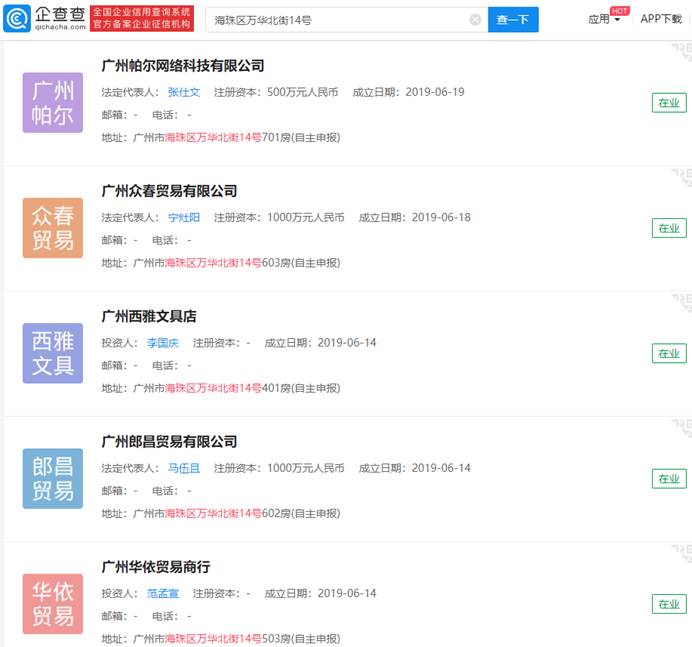 企查查
qichacha.com
全国企业信用查询系统
官方备案企业征信机构
海珠区万华北街14号
查一下
应用
HOT
APP下载
广州
帕尔
广州帕尔网络科技有限公司
法定代表人： 张仕文 注册资本：500万元人民币 成立日期：2019-06-19
邮箱：- 电话： -
地址：广州市海珠区万华北街14号701房(自主申报)
在业
众春
贸易
广州众春贸易有限公司
法定代表人： 宁灶阳 注册资本：1000万元人民币 成立日期：2019-06-18
邮箱：- 电话： -
地址：广州市海珠区万华北街14号603房(自主申报)
在业
西雅
文具
广州西雅文具店
投资人： 李国庆 注册资本：- 成立日期：2019-06-14
邮箱：- 电话： -
地址：广州市海珠区万华北街14号401房(自主申报)
在业
郎昌
贸易
广州郎昌贸易有限公司
法定代表人： 马伍且 注册资本：1000万元人民币 成立日期：2019-06-14
邮箱：- 电话： -
地址：广州市海珠区万华北街14号602房(自主申报)
在业
华依
贸易
广州华依贸易商行
投资人： 范孟宣 注册资本：- 成立日期：2019-06-14
邮箱：- 电话： -
地址：广州市海珠区万华北街14号503房(自主申报)
在业